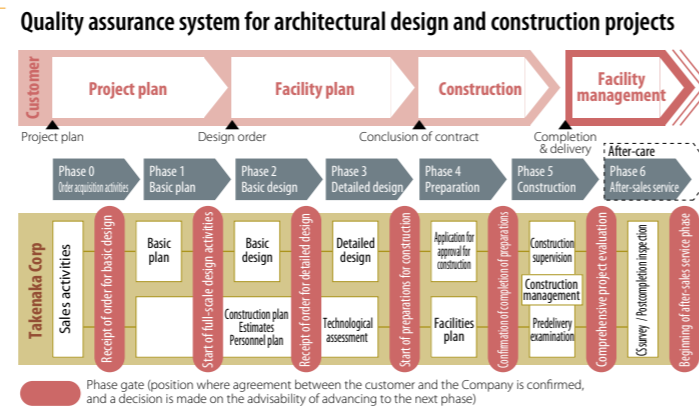 Quality assurance system for architectural design and construction projects
Customer
Project plan
Facility plan
Construction
Facility
management
Project plan
Design order
Conclusion of contract
Completion
& delivery
After-care
Phase 0
Order acquisition activities
Phase 1
Basic plan
Phase 2
Basic design
Phase 3
Detailed design
Phase 4
Preparation
Phase 5
Construction
Phase 6
After-sales service
Takenaka Corp
Sales activities
Receipt of order for basic design
Basic
plan
Start of full-scale design activities
Basic
design
Construction plan
Estimates
Personnel plan
Receipt of order for detailed design
Detailed
design
Technological
assessment
Start of preparations for construction
Application for
approval for
construction
Facilities
plan
Confirmation of completion of preparations
Construction
supervision
Construction
management
Predelivery
examination
Comprehensive project evaluation
CS survey / Postcompletion inspection
Beginning of after-sales service phase
Phase gate (position where agreement between the customer and the Company is confirmed,
and a decision is made on the advisability of advancing to the next phase)